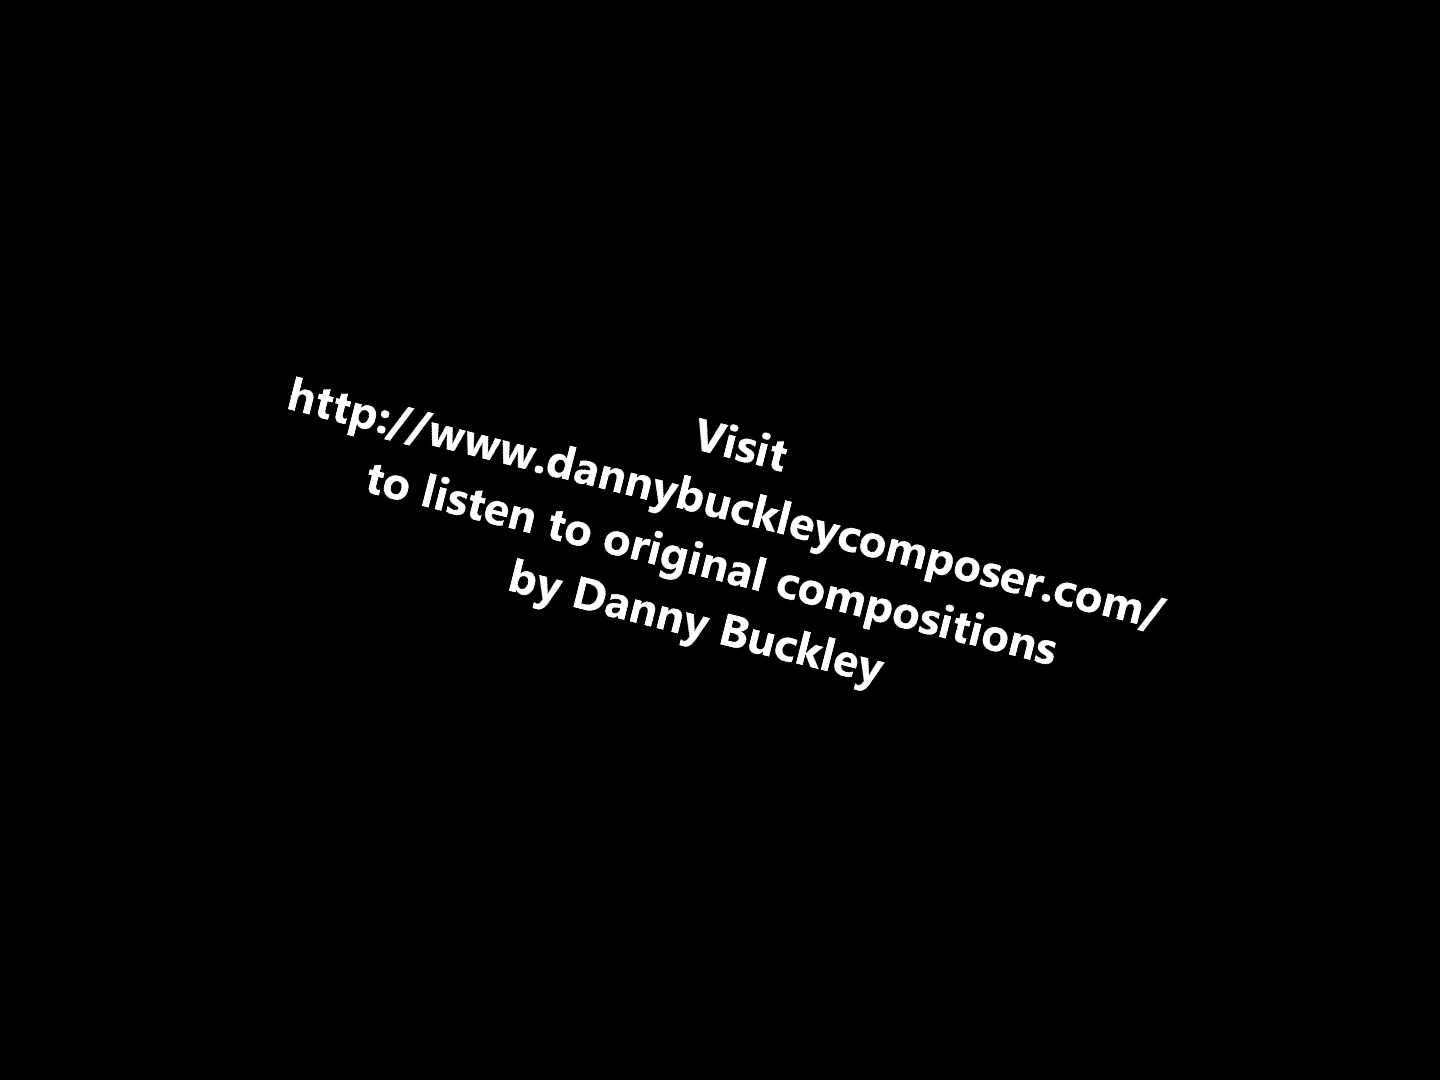 Visit
http://www.dannybuckleycomposer.com/
to listen to original compositions
by Danny Buckley